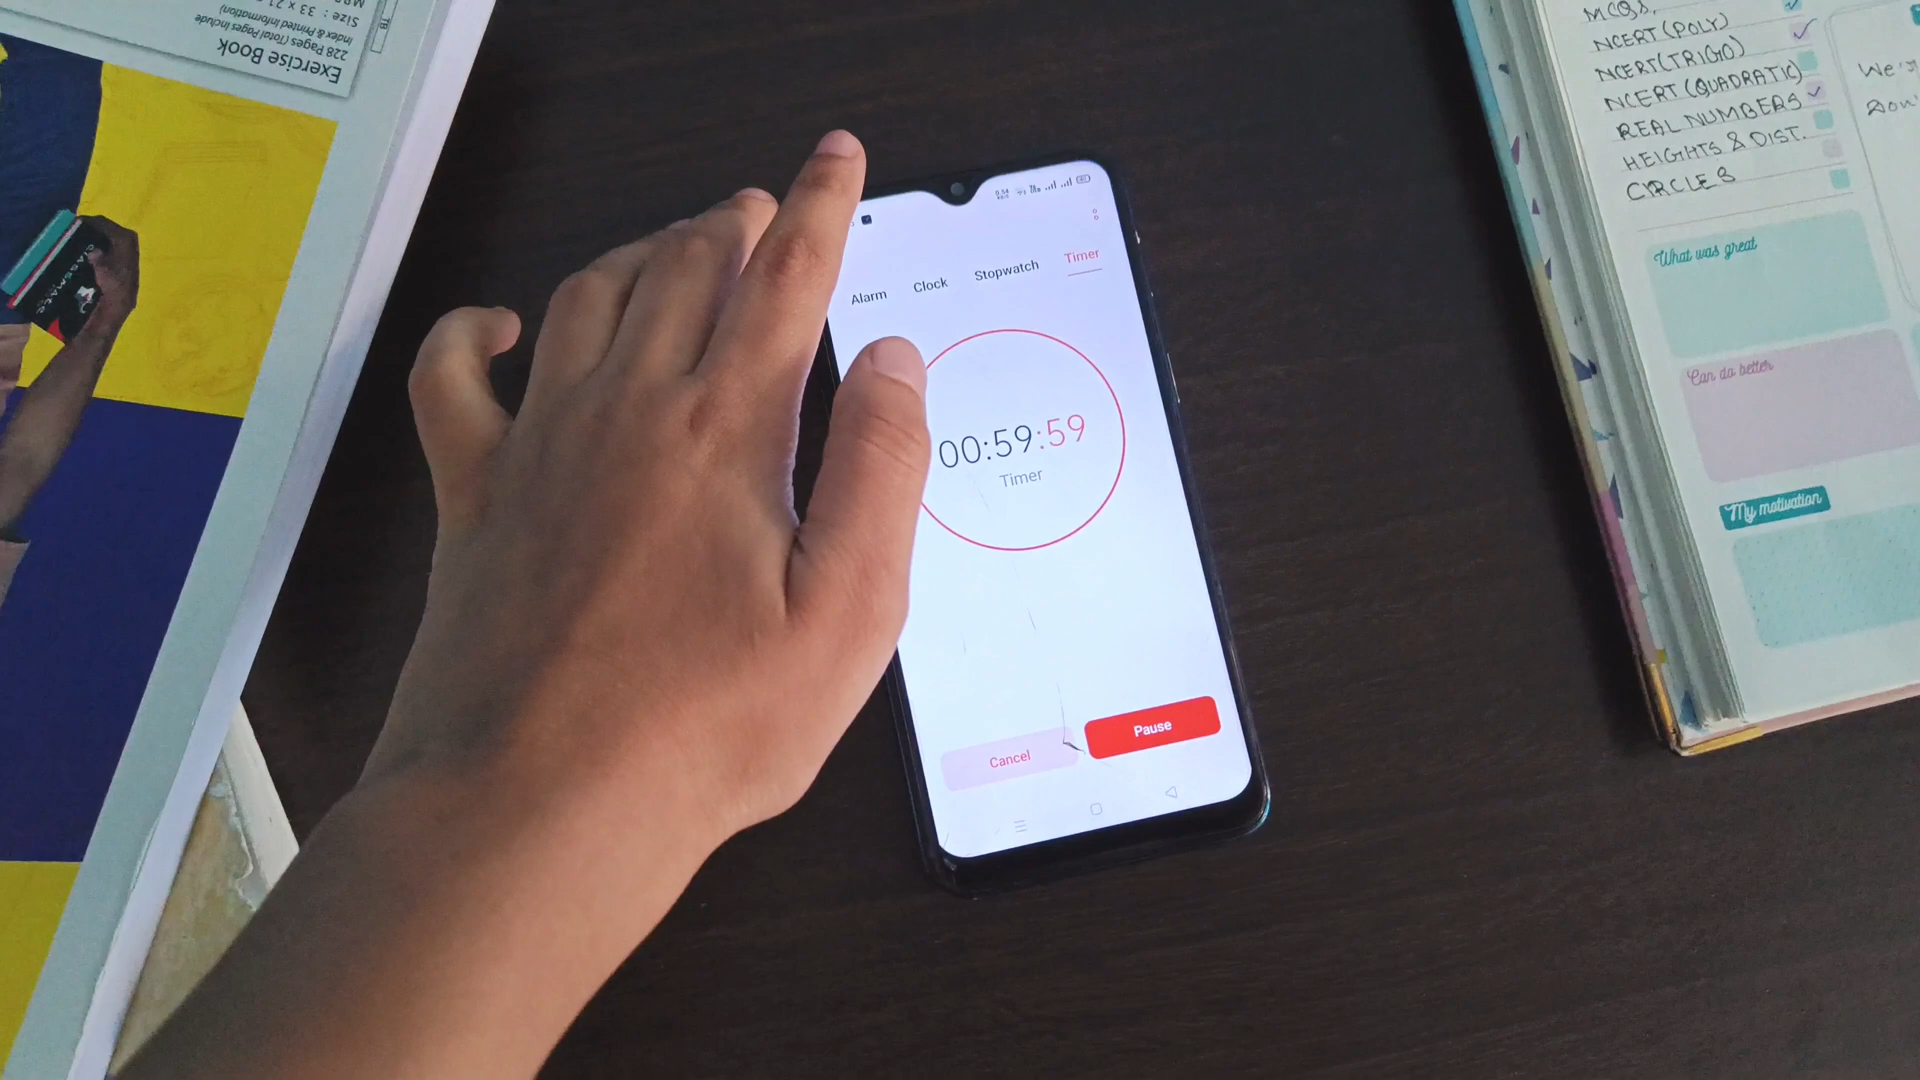 Exercise Book
228 Pages (Total Pages Include
Index & Printed Information)
Size : 33 x 21
CLASSMATE
Alarm
Clock
Stopwatch
Timer
00:59:59
Timer
Cancel
Pause
MCQs,
NCERT (POLY)
NCERT (TRIGO)
NCERT (QUADRATIC)
REAL NUMBERS
HEIGHTS & DIST.
CIRCLES
What was great
Can do better
My motivation